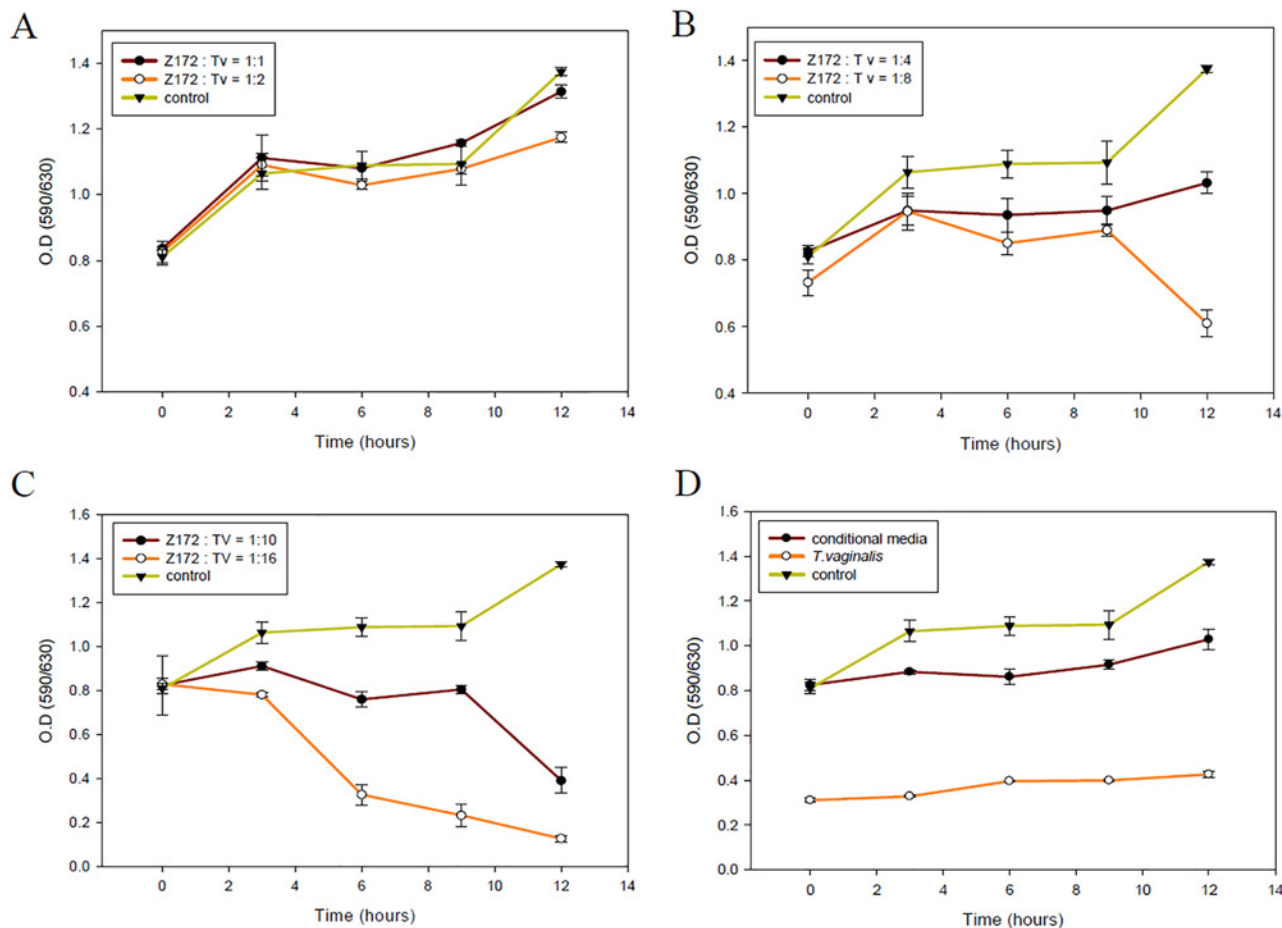 A
Z172 : Tv = 1:1
Z172 : Tv = 1:2
control
O.D (590/630)
1.4
1.2
1.0
0.8
0.6
0.4
0 2 4 6 8 10 12 14
Time (hours)
B
Z172 : T v = 1:4
Z172 : T v = 1:8
control
O.D (590/630)
1.4
1.2
1.0
0.8
0.6
0.4
0 2 4 6 8 10 12 14
Time (hours)
C
Z172 : TV = 1:10
Z172 : TV = 1:16
control
O.D (590/630)
1.6
1.4
1.2
1.0
0.8
0.6
0.4
0.2
0.0
0 2 4 6 8 10 12 14
Time (hours)
D
conditional media
T.vaginalis
control
O.D (590/630)
1.6
1.4
1.2
1.0
0.8
0.6
0.4
0.2
0.0
0 2 4 6 8 10 12 14
Time (hours)